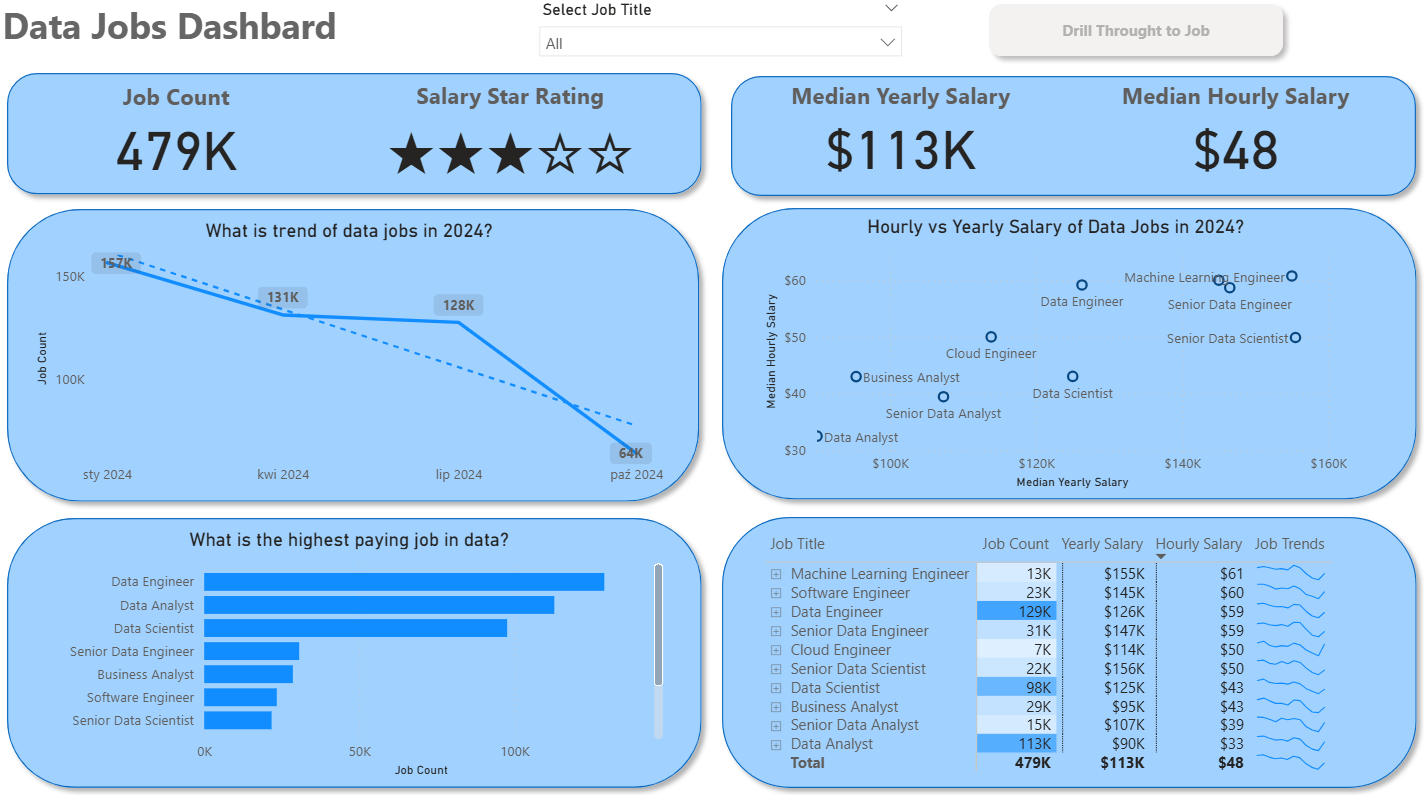 Data Jobs Dashbard
Select Job Title
All
Drill Throught to Job
Job Count
479K
Salary Star Rating
★★★☆☆
Median Yearly Salary
$113K
Median Hourly Salary
$48
What is trend of data jobs in 2024?
Job Count
150K
100K
157K
131K
128K
64K
sty 2024
kwi 2024
lip 2024
paź 2024
Hourly vs Yearly Salary of Data Jobs in 2024?
Median Hourly Salary
$60
$50
$40
$30
Machine Learning Engineer
Data Engineer
Senior Data Engineer
Senior Data Scientist
Cloud Engineer
Business Analyst
Data Scientist
Senior Data Analyst
Data Analyst
$100K
$120K
$140K
$160K
Median Yearly Salary
What is the highest paying job in data?
Data Engineer
Data Analyst
Data Scientist
Senior Data Engineer
Business Analyst
Software Engineer
Senior Data Scientist
0K
50K
100K
Job Count
Job Title Job Count Yearly Salary Hourly Salary Job Trends
Machine Learning Engineer 13K $155K $61
Software Engineer 23K $145K $60
Data Engineer 129K $126K $59
Senior Data Engineer 31K $147K $59
Cloud Engineer 7K $114K $50
Senior Data Scientist 22K $156K $50
Data Scientist 98K $125K $43
Business Analyst 29K $95K $43
Senior Data Analyst 15K $107K $39
Data Analyst 113K $90K $33
Total 479K $113K $48